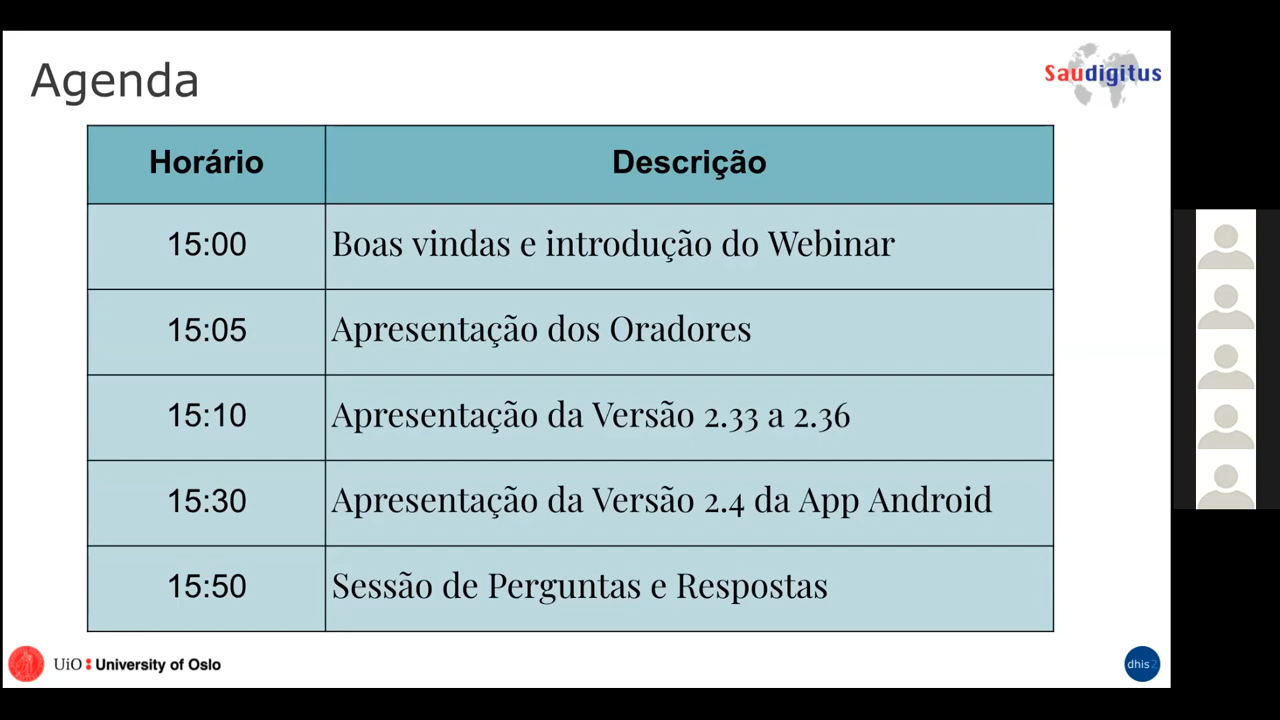 Agenda
Saudigitus
Horário Descrição
15:00 Boas vindas e introdução do Webinar
15:05 Apresentação dos Oradores
15:10 Apresentação da Versão 2.33 a 2.36
15:30 Apresentação da Versão 2.4 da App Android
15:50 Sessão de Perguntas e Respostas
UiO : University of Oslo
dhis2